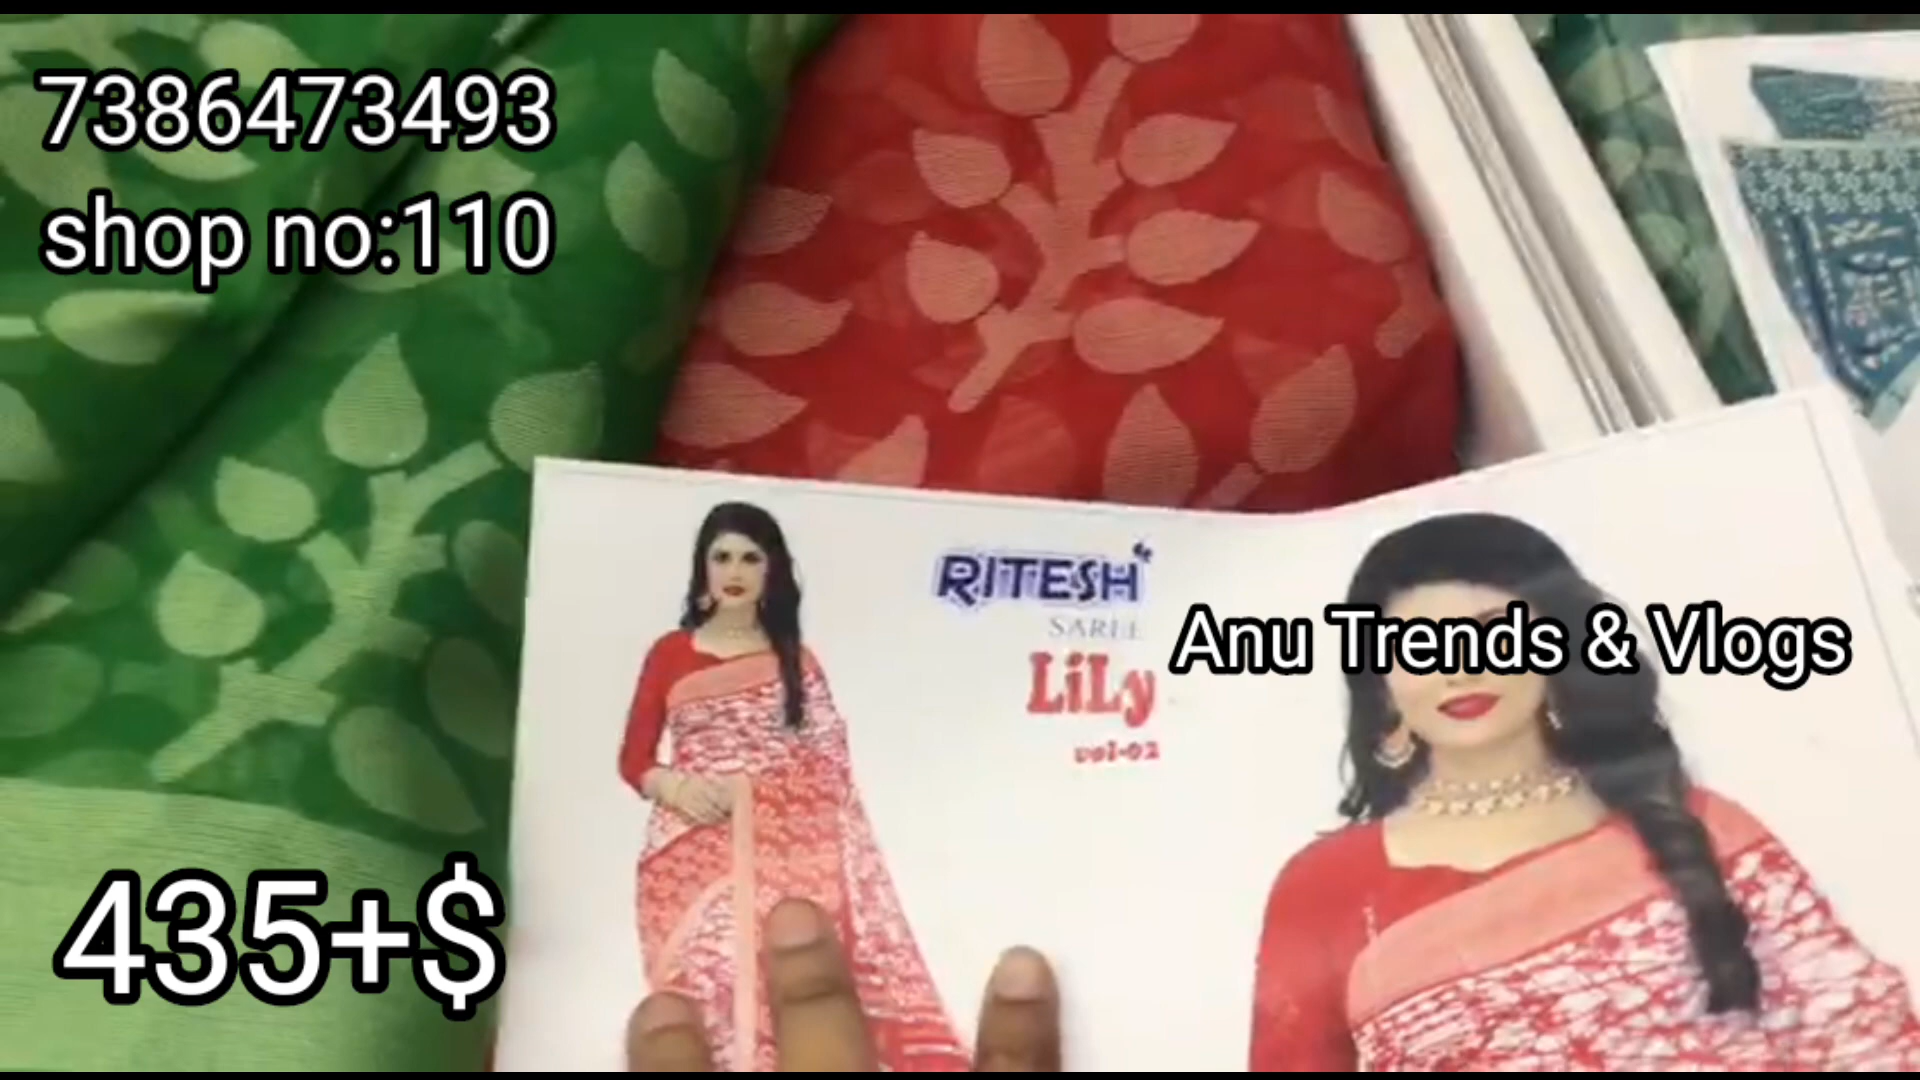 7386473493
shop no:110
RITESH
SAREE
LiLy
vol-02
Anu Trends & Vlogs
435+$